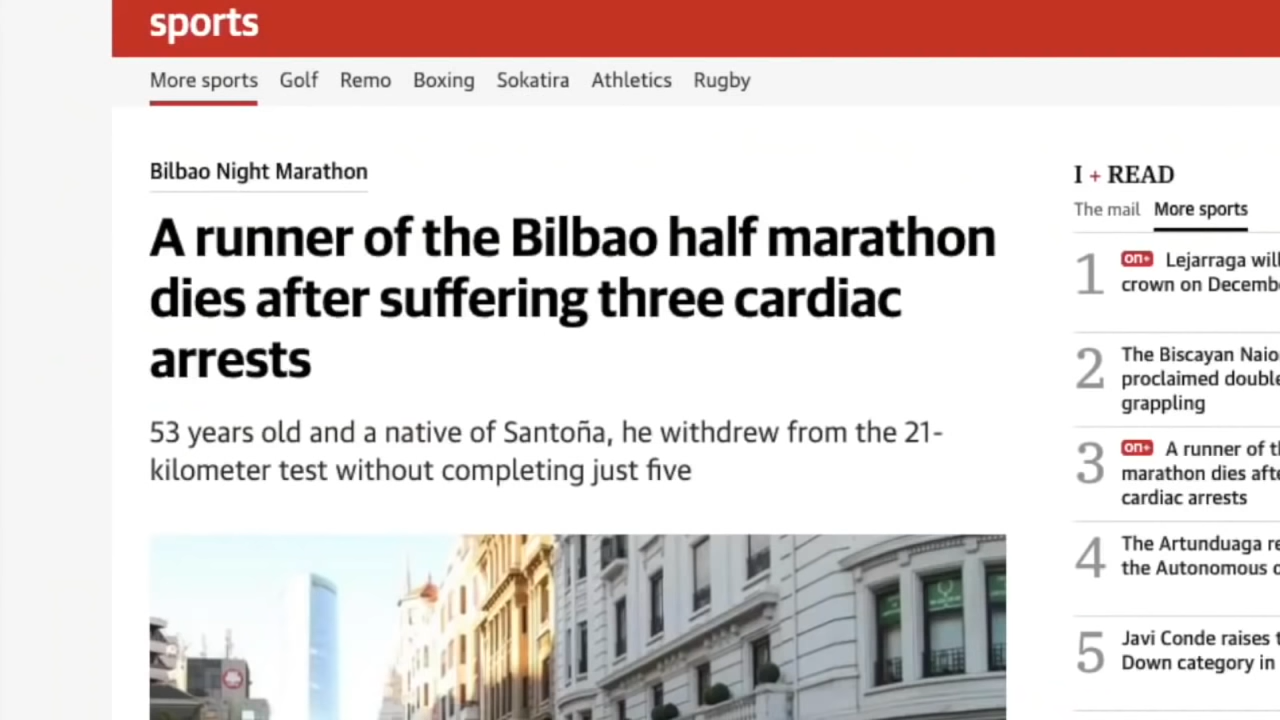 sports
More sports Golf Remo Boxing Sokatira Athletics Rugby
Bilbao Night Marathon
A runner of the Bilbao half marathon
dies after suffering three cardiac
arrests
53 years old and a native of Santoña, he withdrew from the 21-
kilometer test without completing just five
I + READ
The mail More sports
1 on+ Lejarraga will
crown on Decemb
2 The Biscayan Naio
proclaimed double
grappling
3 on+ A runner of t
marathon dies afte
cardiac arrests
4 The Artunduaga re
the Autonomous
5 Javi Conde raises t
Down category in